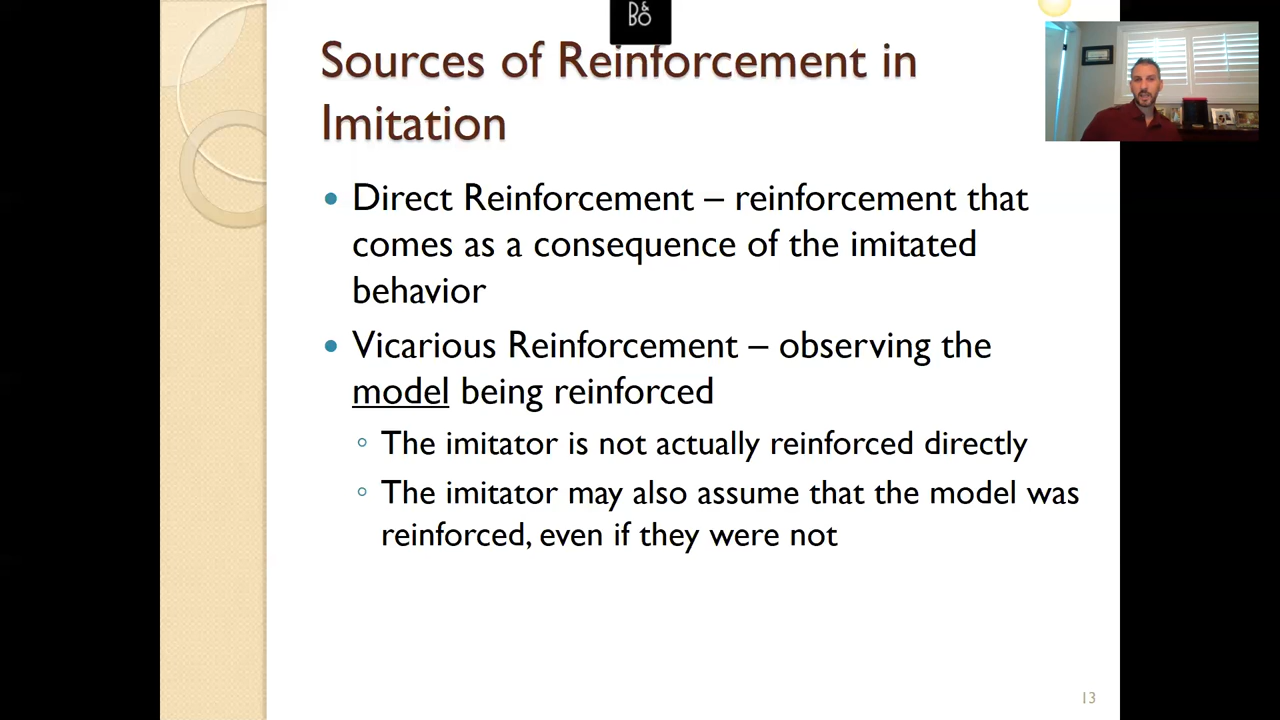 B&O
Sources of Reinforcement in
Imitation
• Direct Reinforcement – reinforcement that
comes as a consequence of the imitated
behavior
• Vicarious Reinforcement – observing the
model being reinforced
◦ The imitator is not actually reinforced directly
◦ The imitator may also assume that the model was
reinforced, even if they were not
13